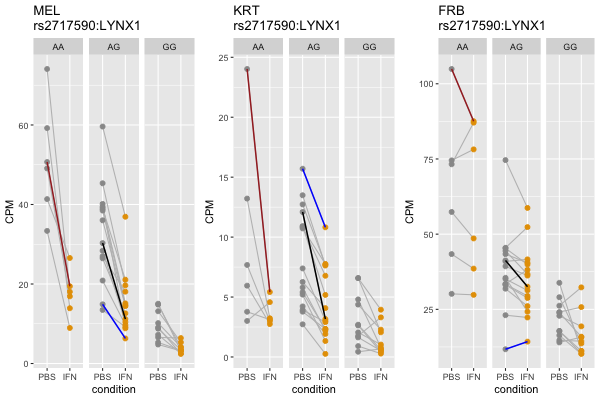 MEL
rs2717590:LYNX1
AA AG GG
CPM
60
40
20
0
PBS IFN PBS IFN PBS IFN
condition
KRT
rs2717590:LYNX1
AA AG GG
CPM
25
20
15
10
5
0
PBS IFN PBS IFN PBS IFN
condition
FRB
rs2717590:LYNX1
AA AG GG
CPM
100
75
50
25
PBS IFN PBS IFN PBS IFN
condition